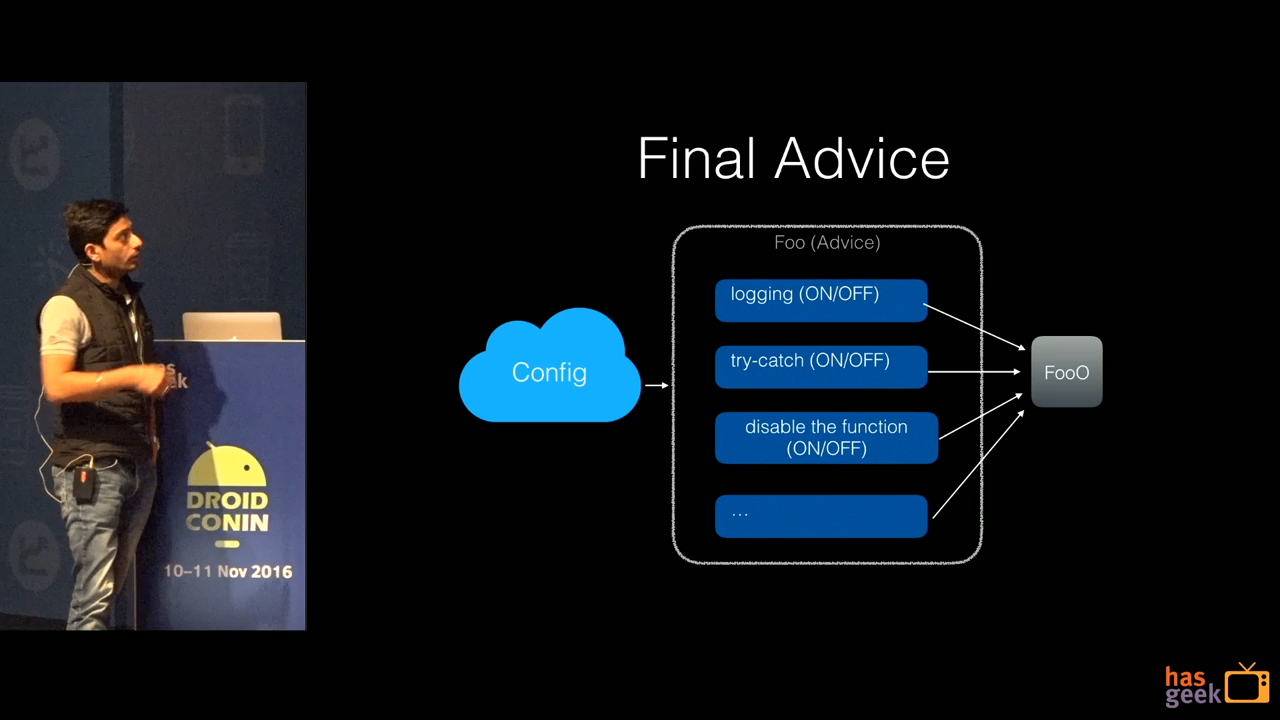 Final Advice
Foo (Advice)
logging (ON/OFF)
try-catch (ON/OFF)
disable the function
(ON/OFF)
...
Config
FooO
geek
DROID
CONIN
10–11 Nov 2016
has
geek